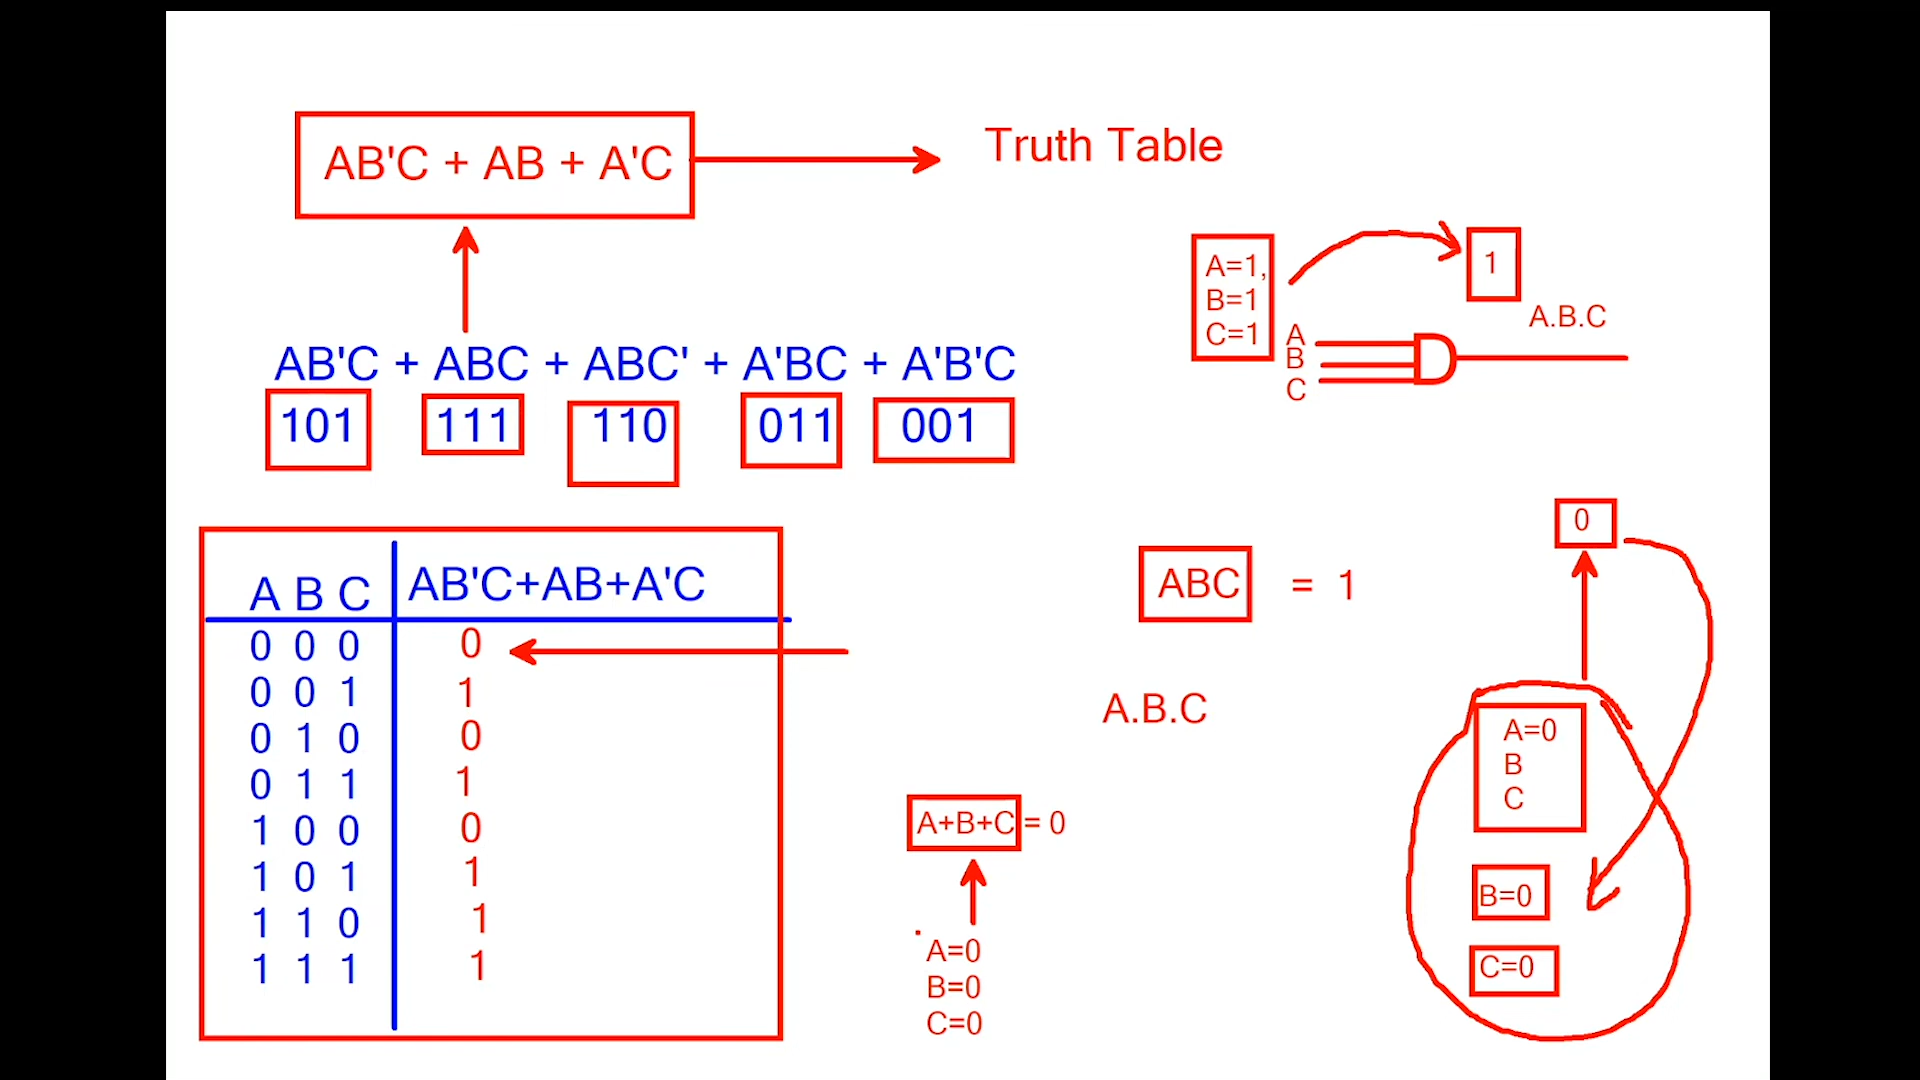 AB'C + AB + A'C
Truth Table
A=1,
B=1
C=1
1
A.B.C
A
B
C
AB'C + ABC + ABC' + A'BC + A'B'C
101 111 110 011 001
A B C AB'C+AB+A'C
0 0 0 0
0 0 1 1
0 1 0 0
0 1 1 1
1 0 0 0
1 0 1 1
1 1 0 1
1 1 1 1
ABC = 1
A.B.C
A+B+C = 0
A=0
B=0
C=0
0
A=0
B
C
B=0
C=0